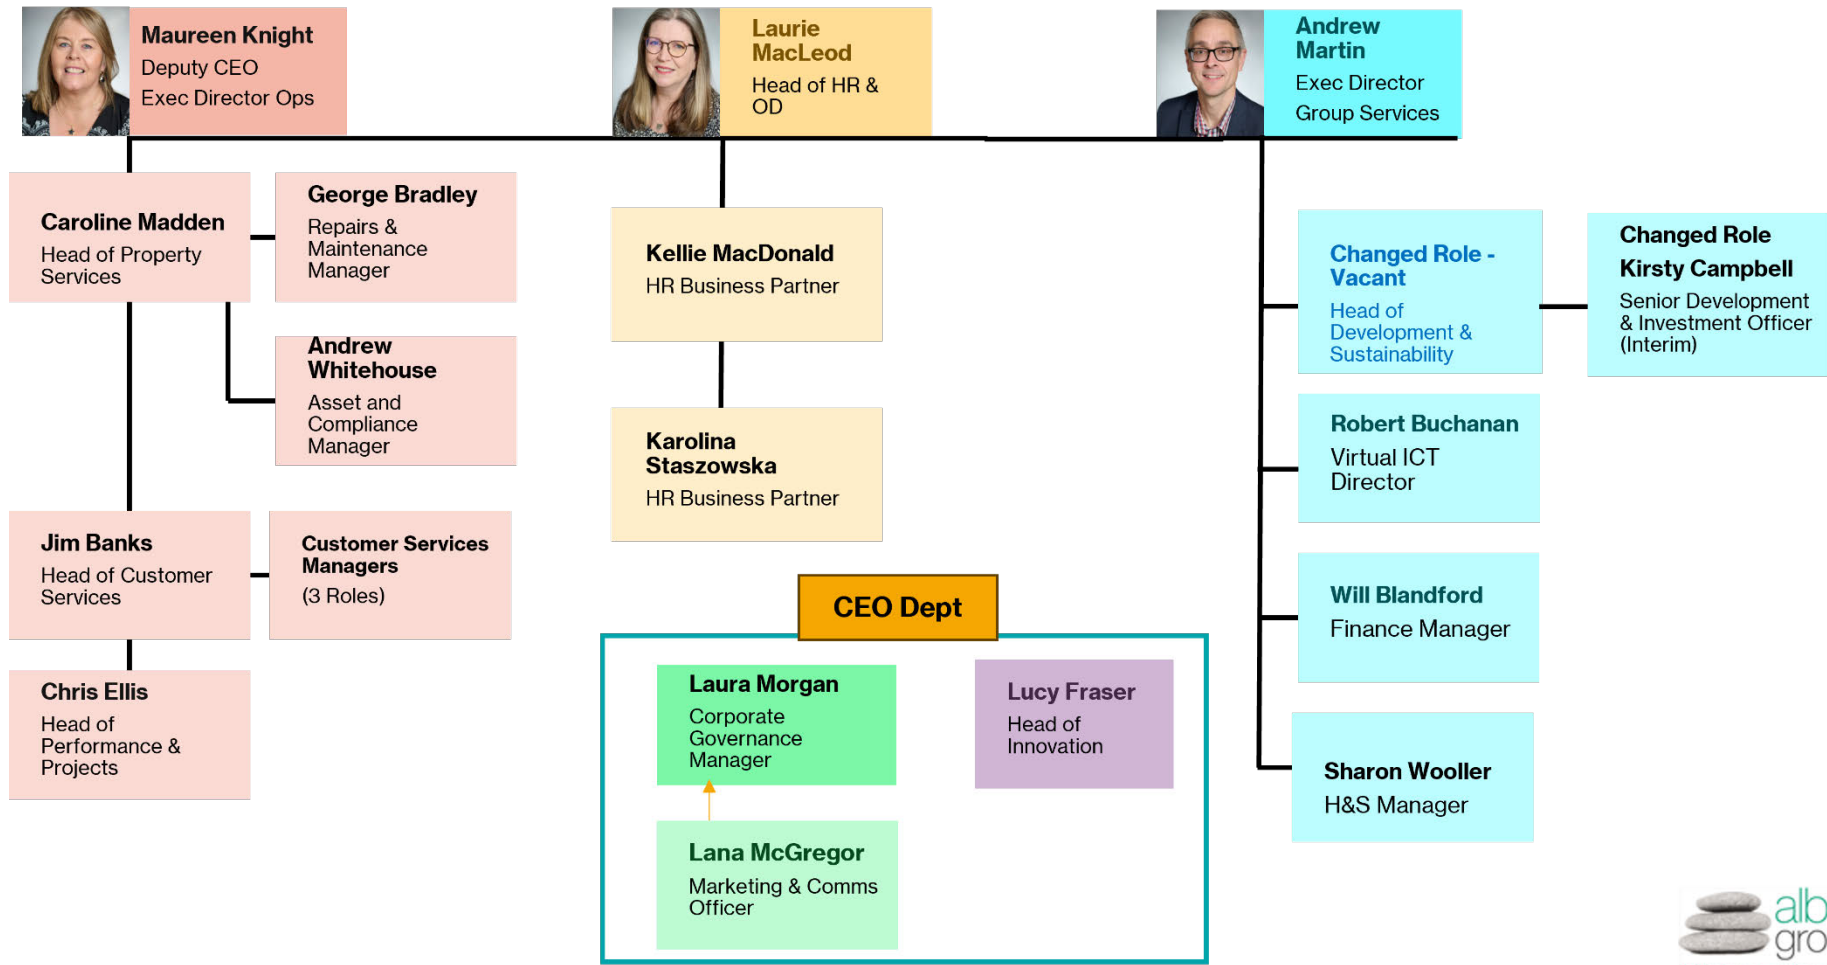 Maureen Knight
Deputy CEO
Exec Director Ops
Laurie
MacLeod
Head of HR &
OD
Andrew
Martin
Exec Director
Group Services
Caroline Madden
Head of Property
Services
George Bradley
Repairs &
Maintenance
Manager
Andrew
Whitehouse
Asset and
Compliance
Manager
Jim Banks
Head of Customer
Services
Customer Services
Managers
(3 Roles)
Chris Ellis
Head of
Performance &
Projects
Kellie MacDonald
HR Business Partner
Karolina
Staszowska
HR Business Partner
CEO Dept
Laura Morgan
Corporate
Governance
Manager
Lana McGregor
Marketing & Comms
Officer
Lucy Fraser
Head of
Innovation
Changed Role -
Vacant
Head of
Development &
Sustainability
Changed Role
Kirsty Campbell
Senior Development
& Investment Officer
(Interim)
Robert Buchanan
Virtual ICT
Director
Will Blandford
Finance Manager
Sharon Wooller
H&S Manager
alb
gro